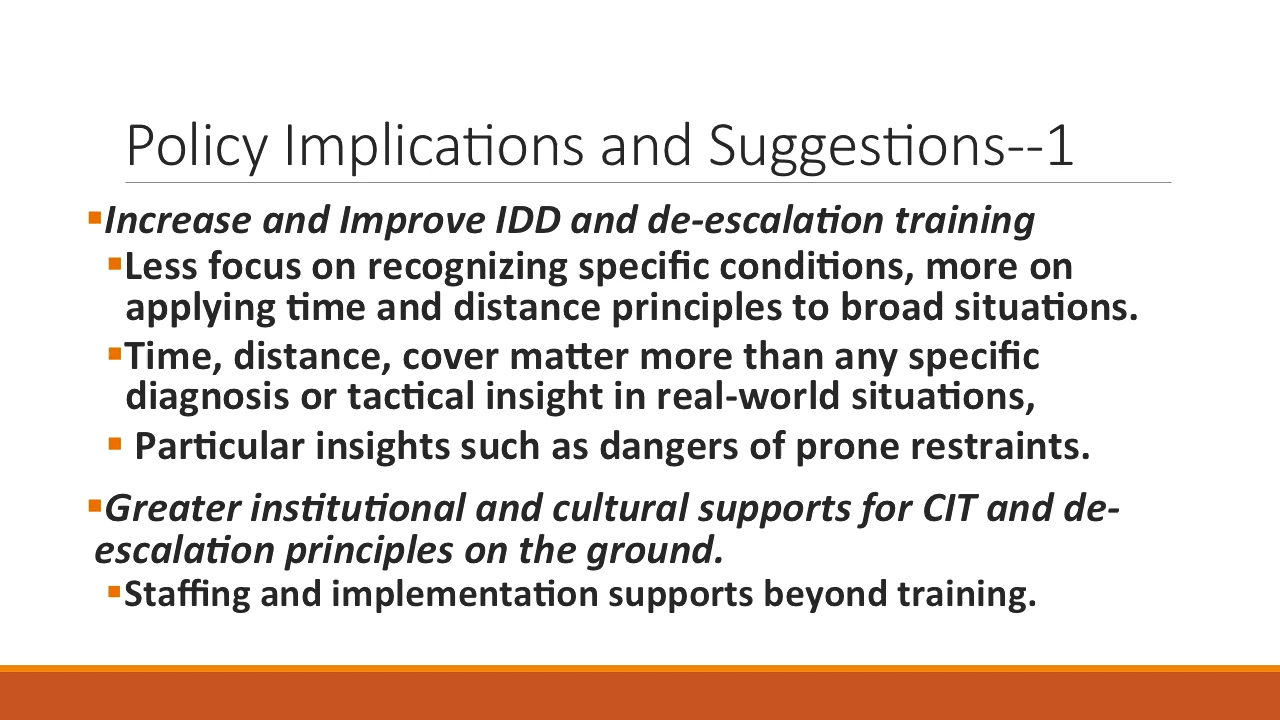 Policy Implications and Suggestions--1
▪Increase and Improve IDD and de-escalation training
▪Less focus on recognizing specific conditions, more on
applying time and distance principles to broad situations.
▪Time, distance, cover matter more than any specific
diagnosis or tactical insight in real-world situations,
▪ Particular insights such as dangers of prone restraints.
▪Greater institutional and cultural supports for CIT and de-
escalation principles on the ground.
▪Staffing and implementation supports beyond training.